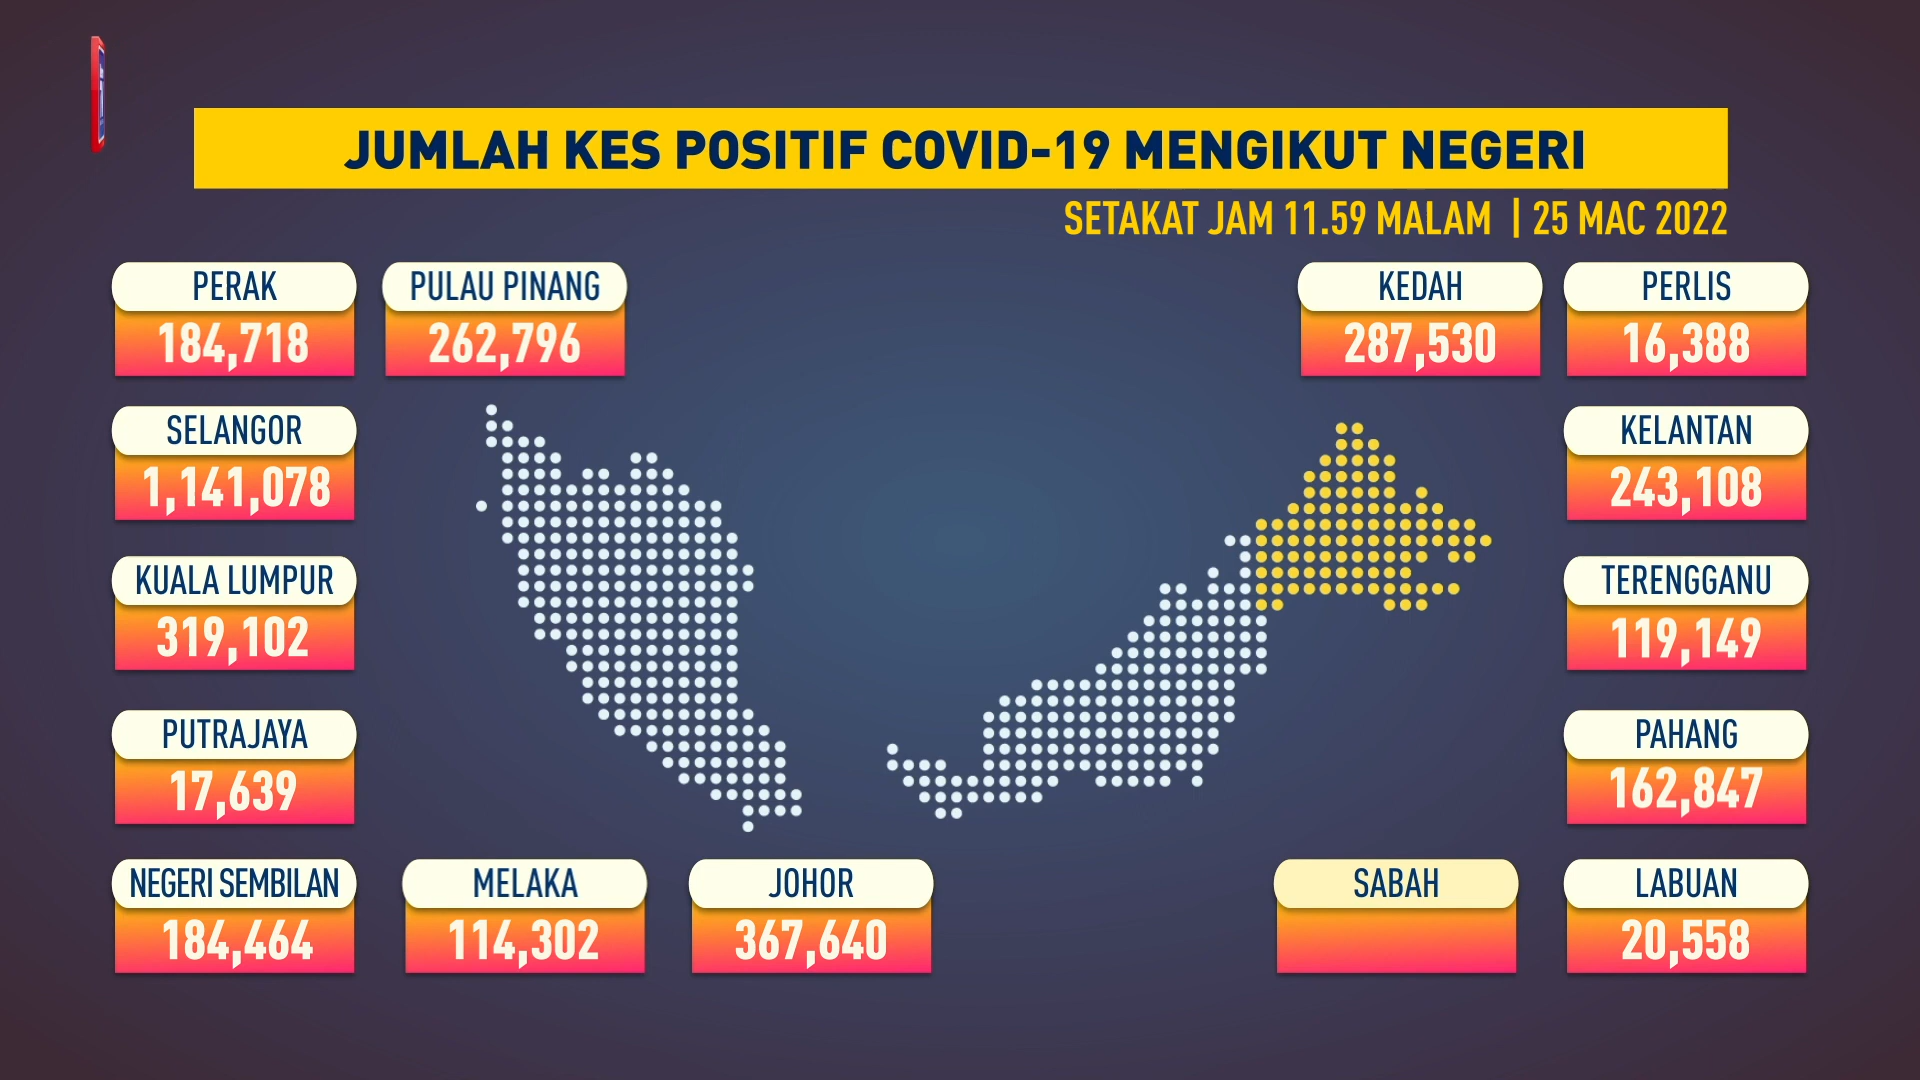 JUMLAH KES POSITIF COVID-19 MENGIKUT NEGERI
SETAKAT JAM 11.59 MALAM | 25 MAC 2022
PERAK
184,718
PULAU PINANG
262,796
KEDAH
287,530
PERLIS
16,388
SELANGOR
1,141,078
KELANTAN
243,108
KUALA LUMPUR
319,102
TERENGGANU
119,149
PUTRAJAYA
17,639
PAHANG
162,847
NEGERI SEMBILAN
184,464
MELAKA
114,302
JOHOR
367,640
SABAH
LABUAN
20,558